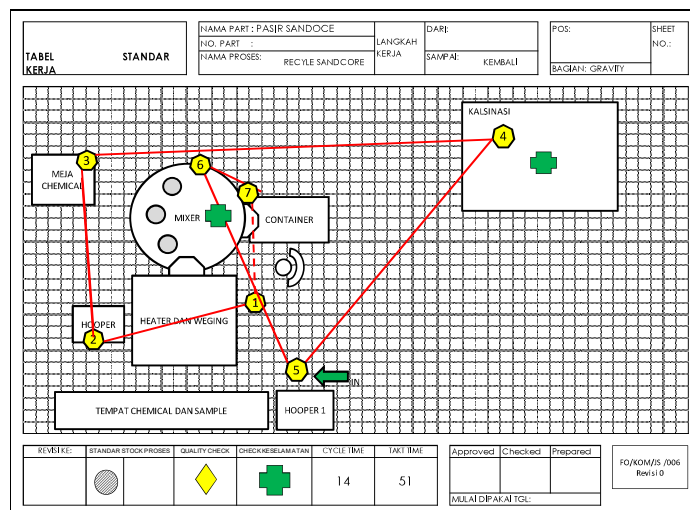 TABEL STANDAR
KERJA
NAMA PART : PASIR SANDOCE
NO. PART :
NAMA PROSES: RECYLE SANDCORE
LANGKAH
KERJA
DARI:
SAMPAI: KEMBALI
POS:
BAGIAN: GRAVITY
SHEET
NO.:
KALSINASI
4
3
MEJA
CHEMICAL
6
7
MIXER
CONTAINER
1
HOOPER
2
HEATER DAN WEGING
5
IN
TEMPAT CHEMICAL DAN SAMPLE
HOOPER 1
REVISI KE:
STANDAR STOCK PROSES
QUALITY CHECK
CHECK KESELAMATAN
CYCLE TIME
TAKT TIME
14
51
Approved
Checked
Prepared
MULAI DIPAKAI TGL:
FO/KOM/JS /006
Revisi 0